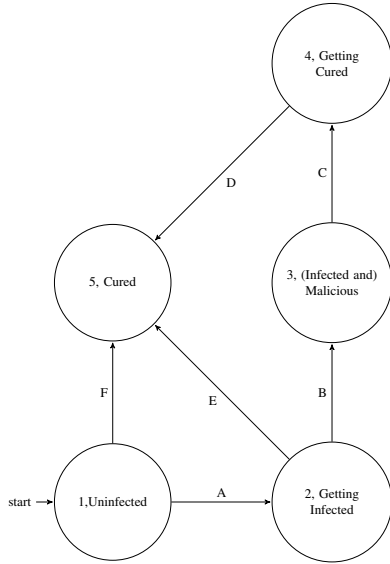 4, Getting
Cured
C
D
5, Cured
3, (Infected and)
Malicious
F
E
B
start
1,Uninfected
A
2, Getting
Infected